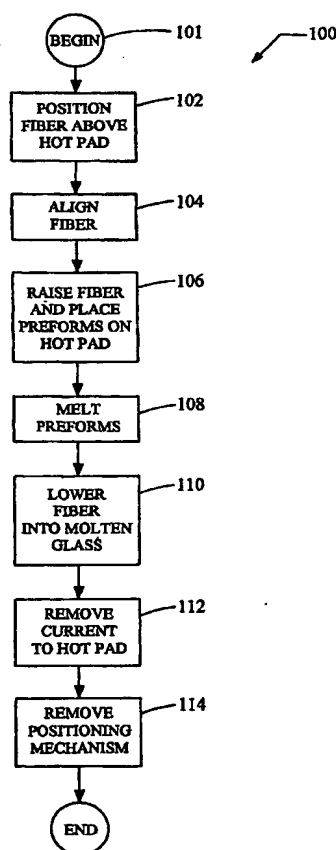 BEGIN
101
100
POSITION
FIBER ABOVE
HOT PAD
102
ALIGN
FIBER
104
RAISE FIBER
AND PLACE
PREFORMS ON
HOT PAD
106
MELT
PREFORMS
108
LOWER
FIBER
INTO MOLTEN
GLASS
110
REMOVE
CURRENT
TO HOT PAD
112
REMOVE
POSITIONING
MECHANISM
114
END